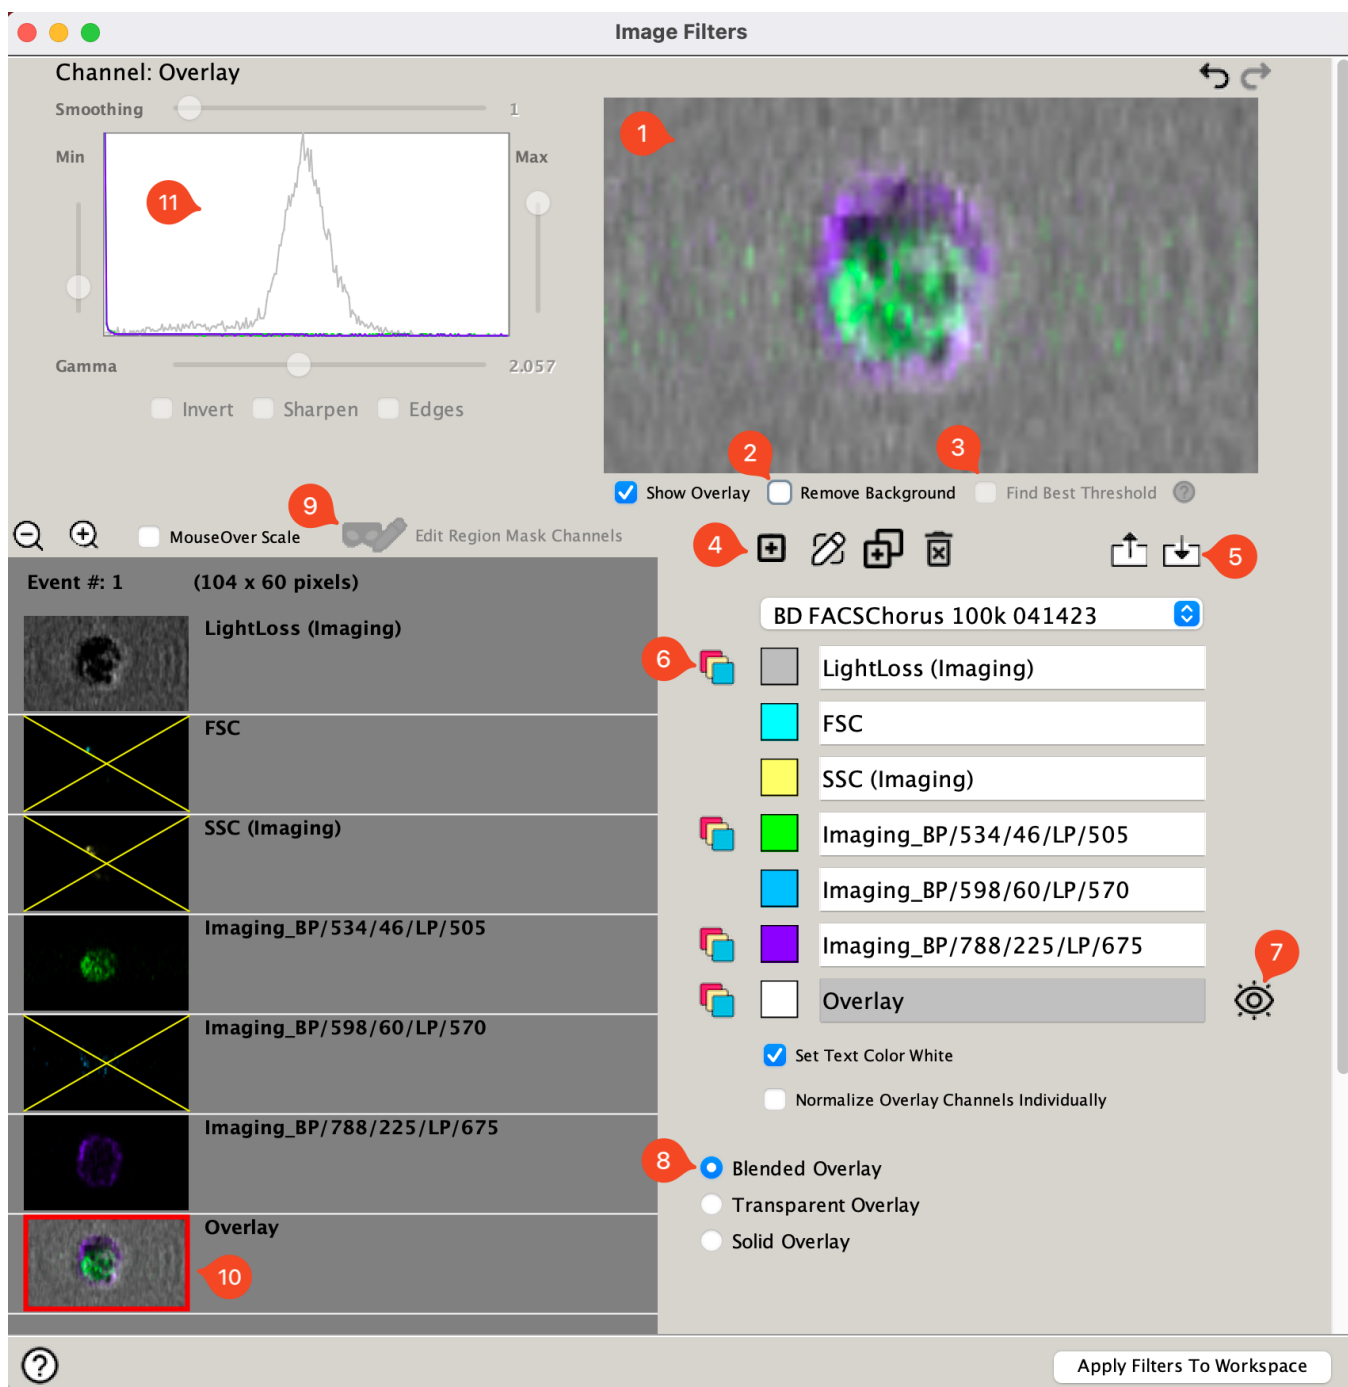 Image Filters
Channel: Overlay
Smoothing
1
Min
Max
11
1
Gamma
2.057
Invert
Sharpen
Edges
2
3
Show Overlay
Remove Background
Find Best Threshold
?
9
MouseOver Scale
Edit Region Mask Channels
4
5
Event #: 1
(104 x 60 pixels)
BD FACSChorus 100k 041423
LightLoss (Imaging)
6
LightLoss (Imaging)
FSC
FSC
SSC (Imaging)
SSC (Imaging)
Imaging_BP/534/46/LP/505
Imaging_BP/534/46/LP/505
Imaging_BP/598/60/LP/570
Imaging_BP/788/225/LP/675
7
Overlay
Imaging_BP/598/60/LP/570
Set Text Color White
Normalize Overlay Channels Individually
Imaging_BP/788/225/LP/675
8
Blended Overlay
Transparent Overlay
Overlay
Solid Overlay
10
?
Apply Filters To Workspace